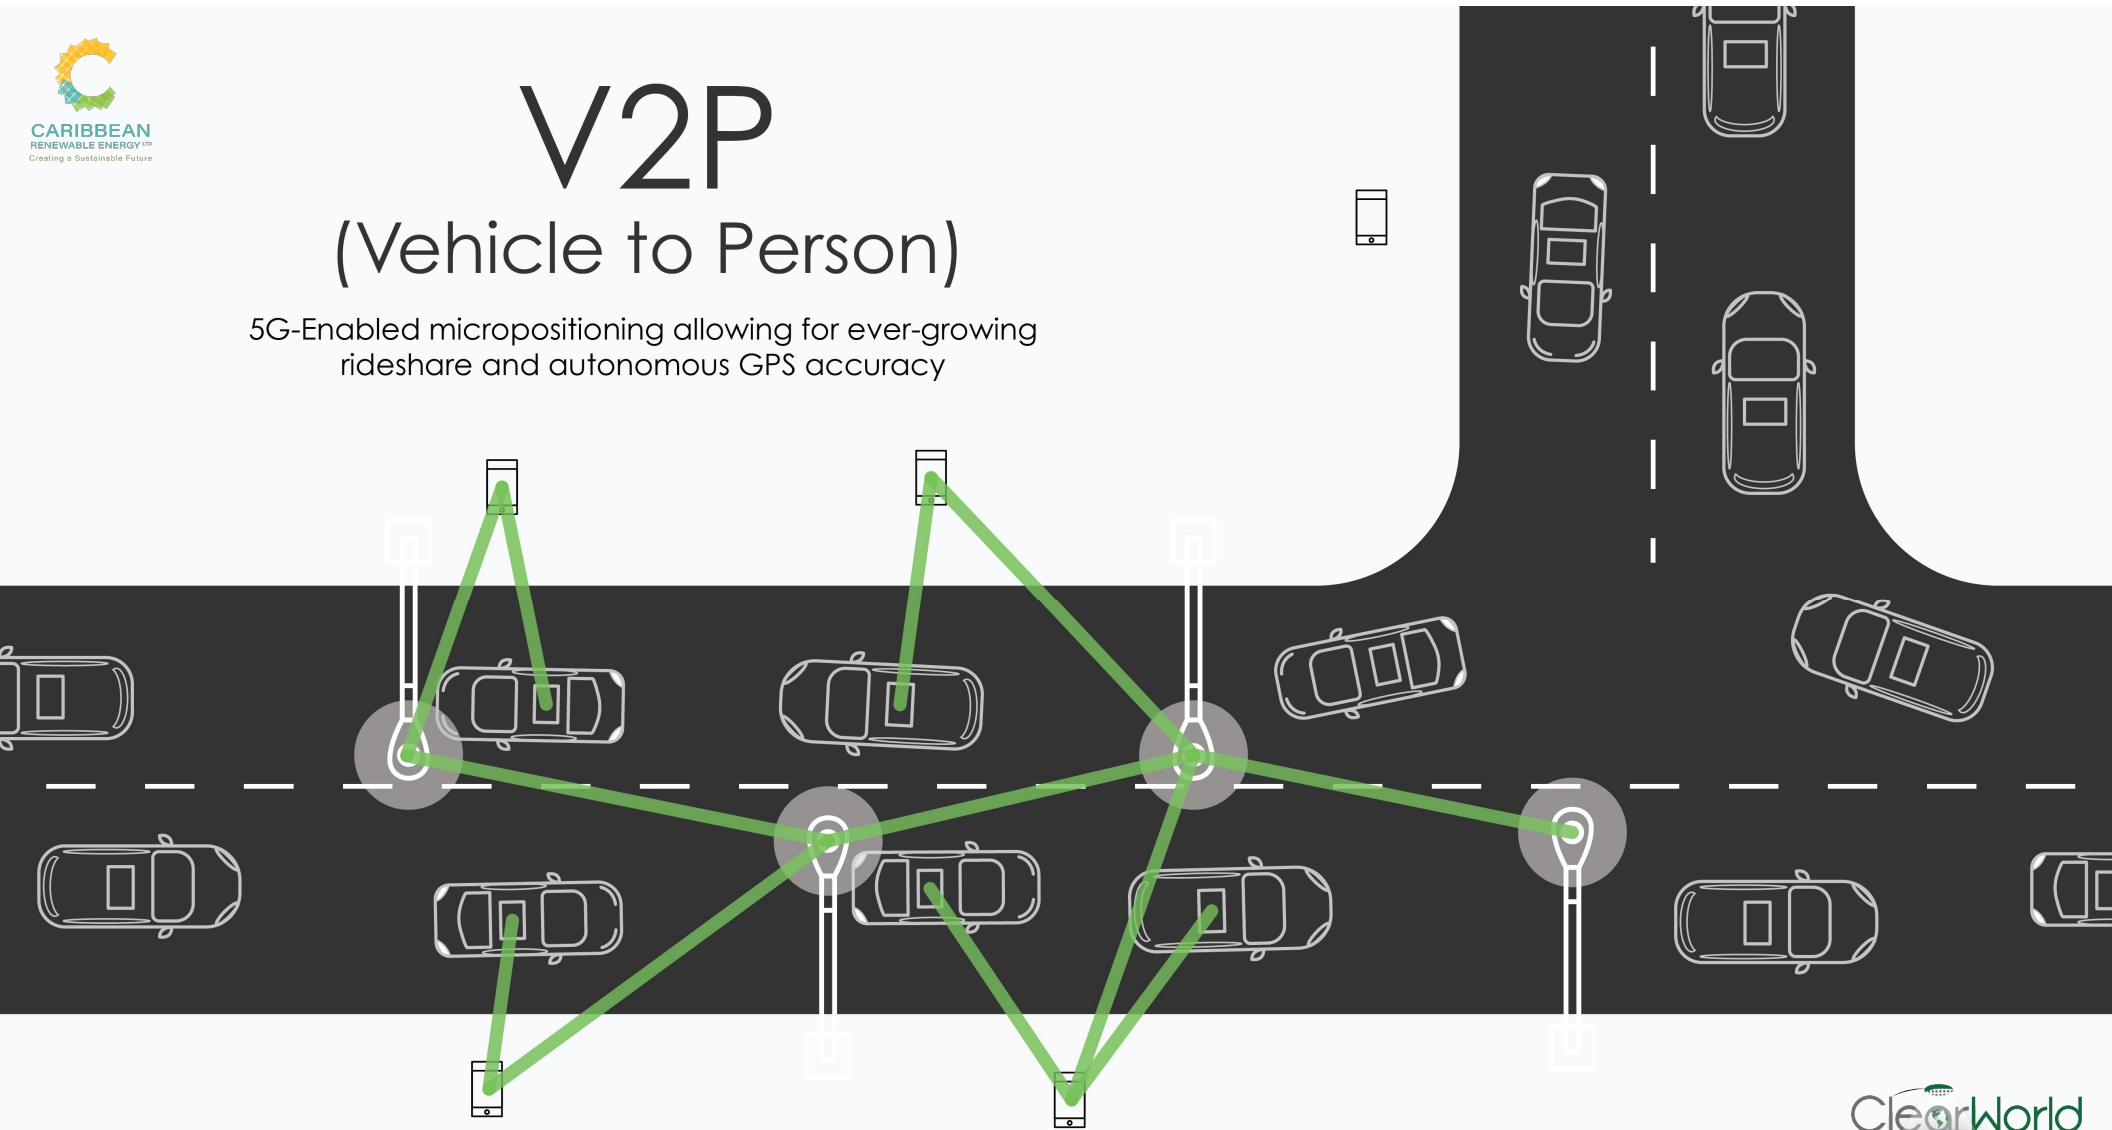 CARIBBEAN
RENEWABLE ENERGY LTD
Creating a Sustainable Future
V2P
(Vehicle to Person)
5G-Enabled micropositioning allowing for ever-growing
rideshare and autonomous GPS accuracy
ClearWorld